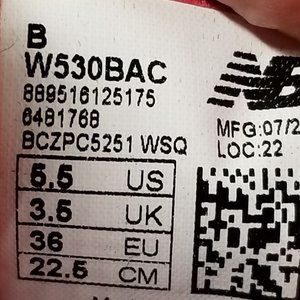 B
W530BAC
889516125175
6481768
BCZPC5251 WSQ
MFG:07/2
LOC:22
5.5 US
3.5 UK
36 EU
22.5 CM